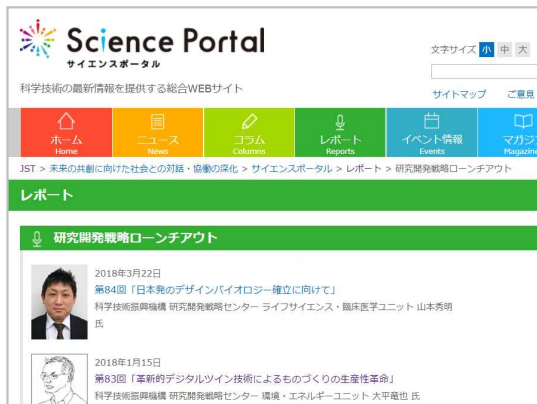 Science Portal
サイエンスポータル
文字サイズ 小 中 大
科学技術の最新情報を提供する総合WEBサイト
サイトマップ ご意見
ホーム ニュース コラム レポート イベント情報 マガジ
Home News Columns Reports Events Magazine
JST > 未来の共創に向けた社会との対話・協働の深化 > サイエンスポータル > レポート > 研究開発戦略ローンチアウト
レポート
研究開発戦略ローンチアウト
2018年3月22日
第84回「日本発のデザインバイオロジー確立に向けて」
科学技術振興機構 研究開発戦略センター ライフサイエンス・臨床医学ユニット 山本秀明
氏
2018年1月15日
第83回「革新的デジタルツイン技術によるものづくりの生産性革命」
科学技術振興機構 研究開発戦略センター 環境・エネルギーユニット 大平竜也 氏